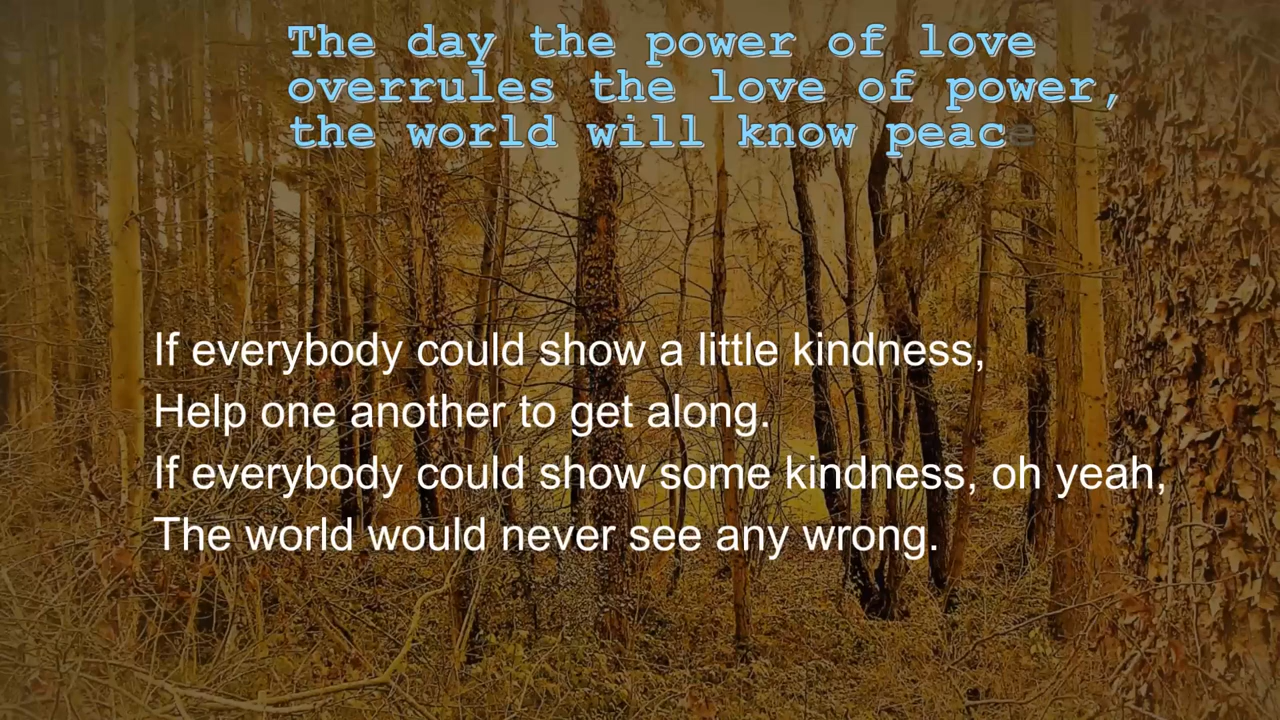 The day the power of love
overrules the love of power,
the world will know peace
If everybody could show a little kindness,
Help one another to get along.
If everybody could show some kindness, oh yeah,
The world would never see any wrong.